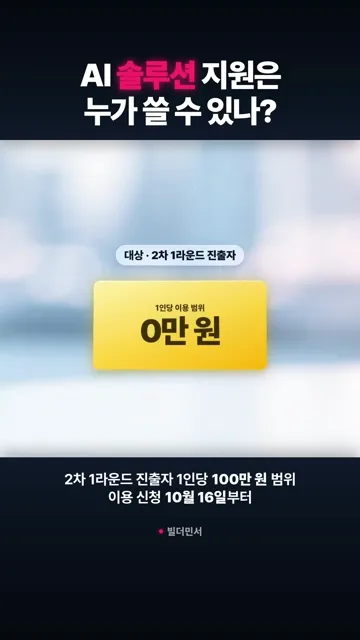 AI 솔루션 지원은
누가 쓸 수 있나?
대상 · 2차 1라운드 진출자
1인당 이용 범위
0만 원
2차 1라운드 진출자 1인당 100만 원 범위
이용 신청 10월 16일부터
빌더민서